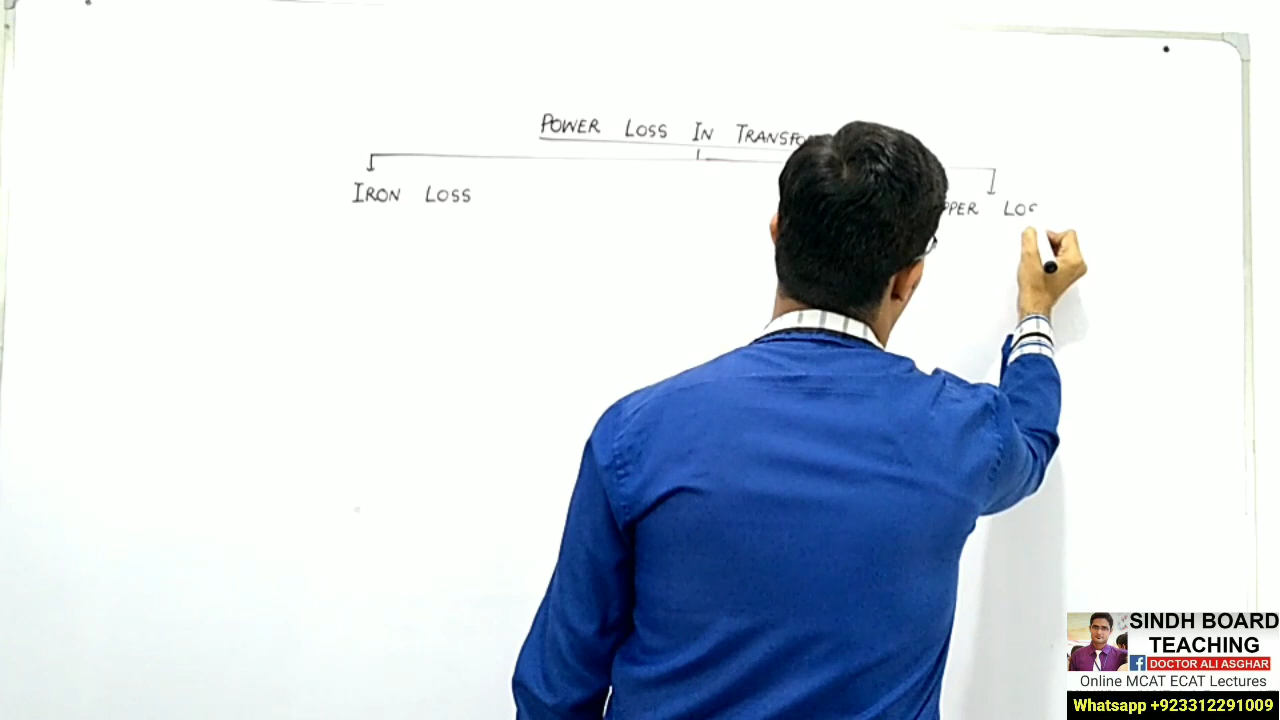 POWER LOSS IN TRANSFO
IRON LOSS
PPER LOS
SINDH BOARD
TEACHING
DOCTOR ALI ASGHAR
Online MCAT ECAT Lectures
Whatsapp +923312291009